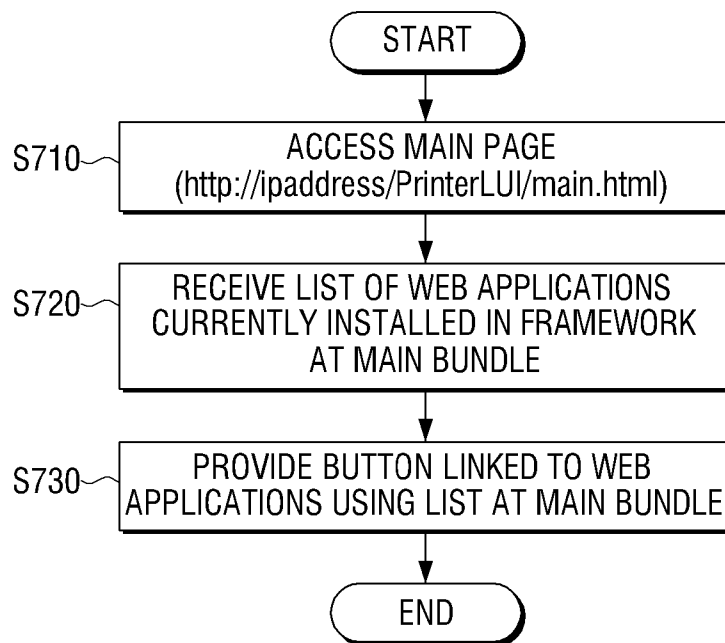 START
S710
ACCESS MAIN PAGE
(http://ipaddress/PrinterLUI/main.html)
S720
RECEIVE LIST OF WEB APPLICATIONS
CURRENTLY INSTALLED IN FRAMEWORK
AT MAIN BUNDLE
S730
PROVIDE BUTTON LINKED TO WEB
APPLICATIONS USING LIST AT MAIN BUNDLE
END